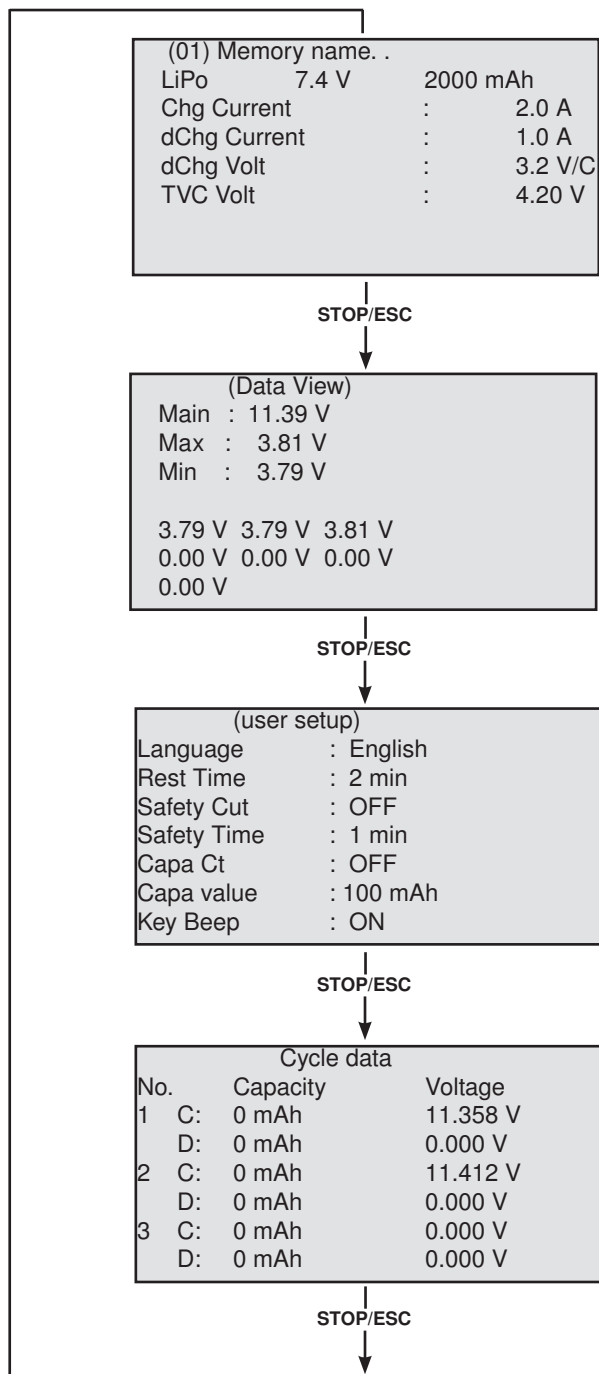 (01) Memory name. .
LiPo 7.4 V 2000 mAh
Chg Current : 2.0 A
dChg Current : 1.0 A
dChg Volt : 3.2 V/C
TVC Volt : 4.20 V
STOP/ESC
(Data View)
Main : 11.39 V
Max : 3.81 V
Min : 3.79 V
3.79 V 3.79 V 3.81 V
0.00 V 0.00 V 0.00 V
0.00 V
STOP/ESC
(user setup)
Language : English
Rest Time : 2 min
Safety Cut : OFF
Safety Time : 1 min
Capa Ct : OFF
Capa value : 100 mAh
Key Beep : ON
STOP/ESC
Cycle data
No. Capacity Voltage
1 C: 0 mAh 11.358 V
D: 0 mAh 0.000 V
2 C: 0 mAh 11.412 V
D: 0 mAh 0.000 V
3 C: 0 mAh 0.000 V
D: 0 mAh 0.000 V
STOP/ESC